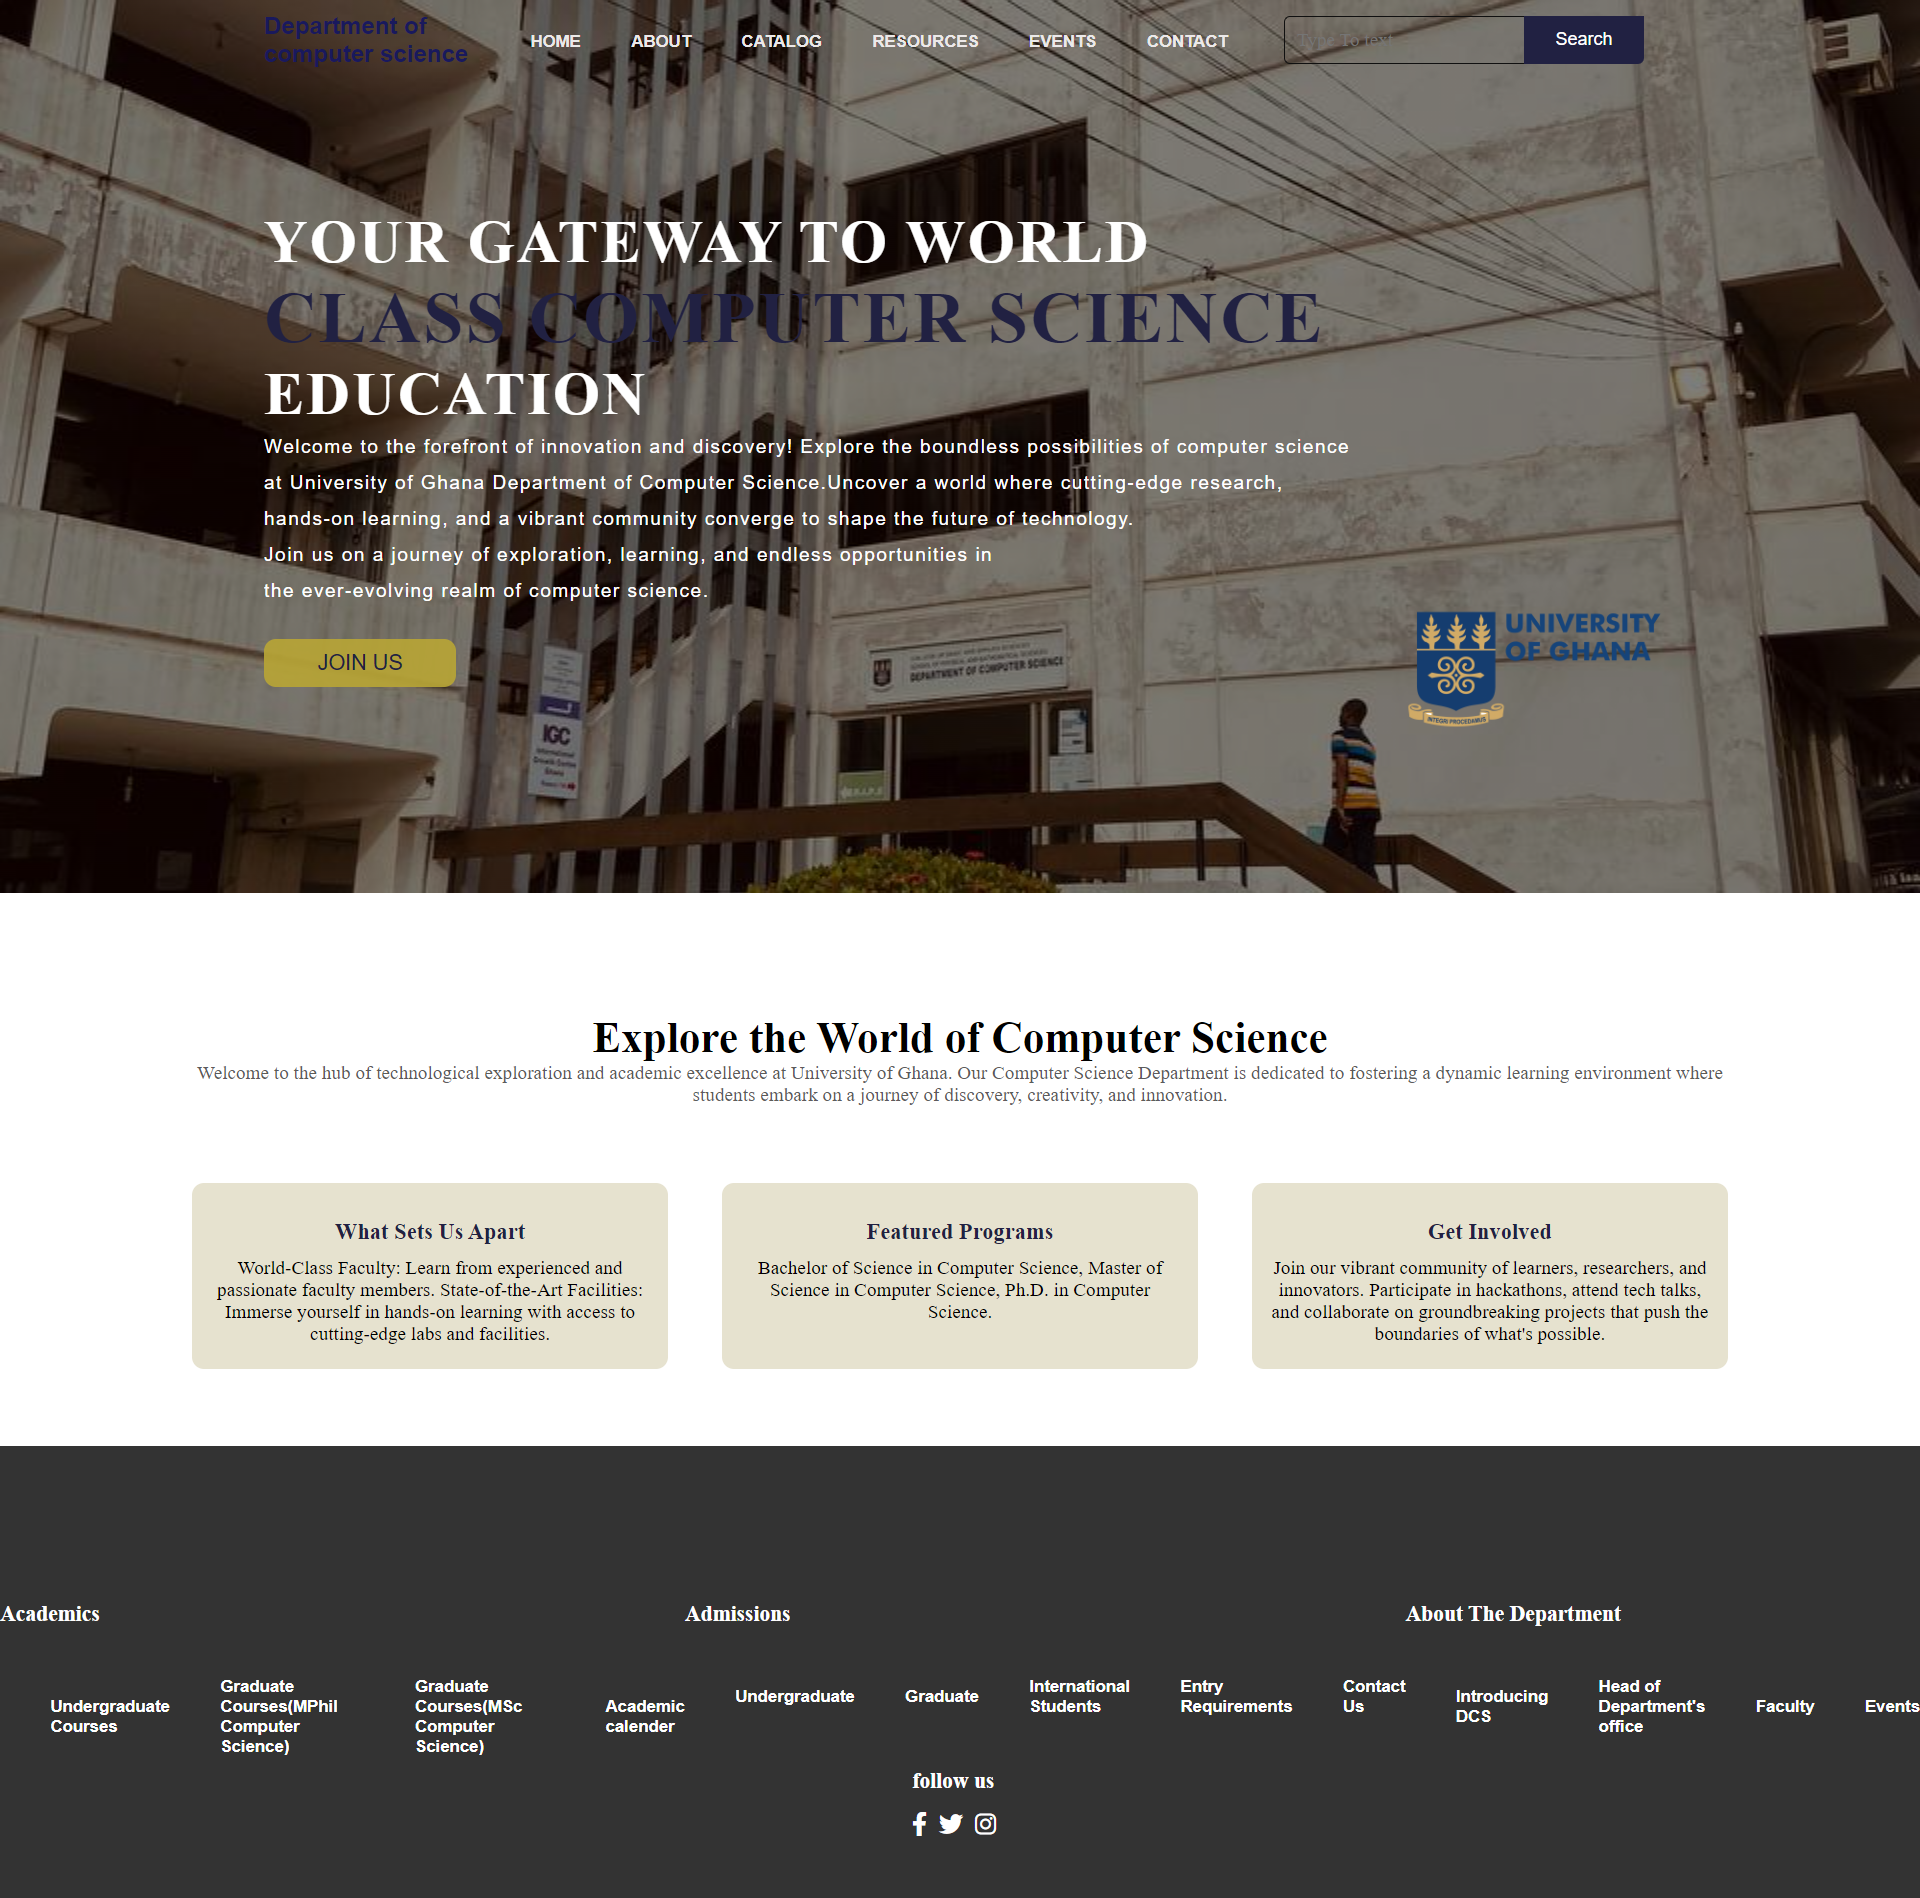 Department of
computer science
HOME
ABOUT
CATALOG
RESOURCES
EVENTS
CONTACT
Type To text
Search
YOUR GATEWAY TO WORLD
CLASS COMPUTER SCIENCE
EDUCATION
Welcome to the forefront of innovation and discovery! Explore the boundless possibilities of computer science
at University of Ghana Department of Computer Science.Uncover a world where cutting-edge research,
hands-on learning, and a vibrant community converge to shape the future of technology.
Join us on a journey of exploration, learning, and endless opportunities in
the ever-evolving realm of computer science.
JOIN US
DEPARTMENT OF COMPUTER SCIENCE
IGC
International
Growth Centre
Ghana
UNIVERSITY
OF GHANA
INTEGRI PROCEDAMUS
Explore the World of Computer Science
Welcome to the hub of technological exploration and academic excellence at University of Ghana. Our Computer Science Department is dedicated to fostering a dynamic learning environment where
students embark on a journey of discovery, creativity, and innovation.
What Sets Us Apart
World-Class Faculty: Learn from experienced and
passionate faculty members. State-of-the-Art Facilities:
Immerse yourself in hands-on learning with access to
cutting-edge labs and facilities.
Featured Programs
Bachelor of Science in Computer Science, Master of
Science in Computer Science, Ph.D. in Computer
Science.
Get Involved
Join our vibrant community of learners, researchers, and
innovators. Participate in hackathons, attend tech talks,
and collaborate on groundbreaking projects that push the
boundaries of what's possible.
Academics
Undergraduate
Courses
Graduate
Courses(MPhil
Computer
Science)
Graduate
Courses(MSc
Computer
Science)
Academic
calender
Admissions
Undergraduate
Graduate
International
Students
Entry
Requirements
Contact
Us
About The Department
Introducing
DCS
Head of
Department's
office
Faculty
Events
follow us